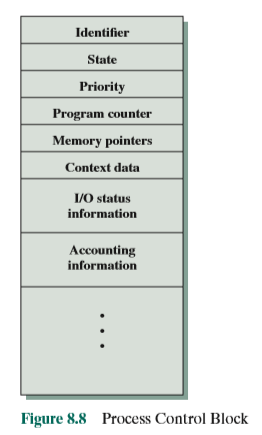 Identifier
State
Priority
Program counter
Memory pointers
Context data
I/O status
information
Accounting
information
Figure 8.8 Process Control Block